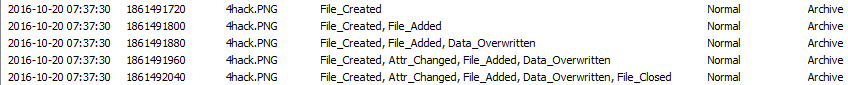 2016-10-20 07:37:30 1861491720 4hack.PNG File_Created Normal Archive
2016-10-20 07:37:30 1861491800 4hack.PNG File_Created, File_Added Normal Archive
2016-10-20 07:37:30 1861491880 4hack.PNG File_Created, File_Added, Data_Overwritten Normal Archive
2016-10-20 07:37:30 1861491960 4hack.PNG File_Created, Attr_Changed, File_Added, Data_Overwritten Normal Archive
2016-10-20 07:37:30 1861492040 4hack.PNG File_Created, Attr_Changed, File_Added, Data_Overwritten, File_Closed Normal Archive